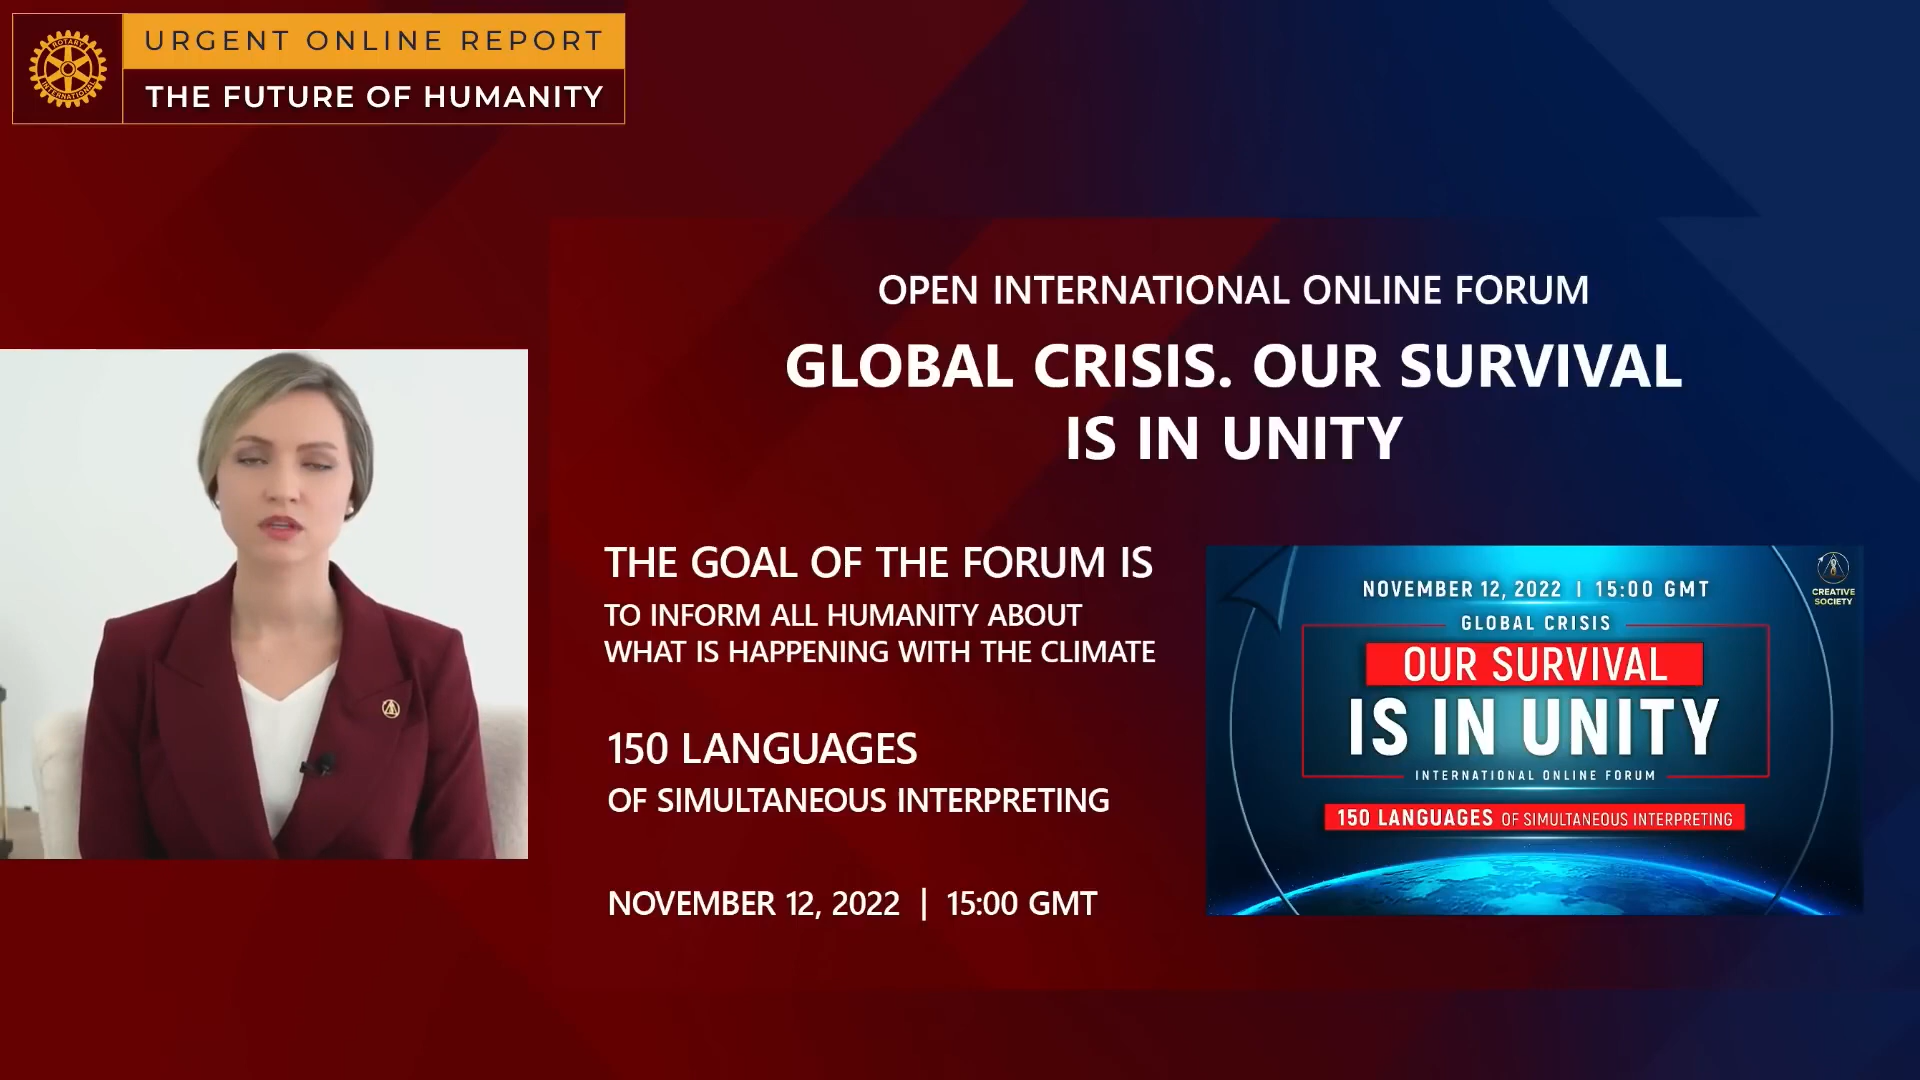 ROTARY
INTERNATIONAL
URGENT ONLINE REPORT
THE FUTURE OF HUMANITY
OPEN INTERNATIONAL ONLINE FORUM
GLOBAL CRISIS. OUR SURVIVAL
IS IN UNITY
THE GOAL OF THE FORUM IS
TO INFORM ALL HUMANITY ABOUT
WHAT IS HAPPENING WITH THE CLIMATE
150 LANGUAGES
OF SIMULTANEOUS INTERPRETING
NOVEMBER 12, 2022 | 15:00 GMT
NOVEMBER 12, 2022 | 15:00 GMT
CREATIVE
SOCIETY
GLOBAL CRISIS
OUR SURVIVAL
IS IN UNITY
INTERNATIONAL ONLINE FORUM
150 LANGUAGES OF SIMULTANEOUS INTERPRETING